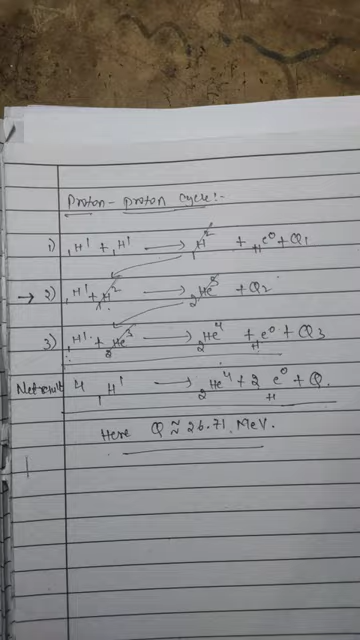 Proton - proton cycle:-
1) ₁H¹ + ₁H¹ → ₁H² + ₊₁e⁰ + Q₁
→ 2) ₁H¹ + ₁H² → ₂He³ + Q₂
3) ₁H¹ + ₂He³ → ₂He⁴ + ₊₁e⁰ + Q₃
Net result 4 ₁H¹ → ₂He⁴ + 2 ₊₁e⁰ + Q.
Here Q ≈ 26.71 MeV.